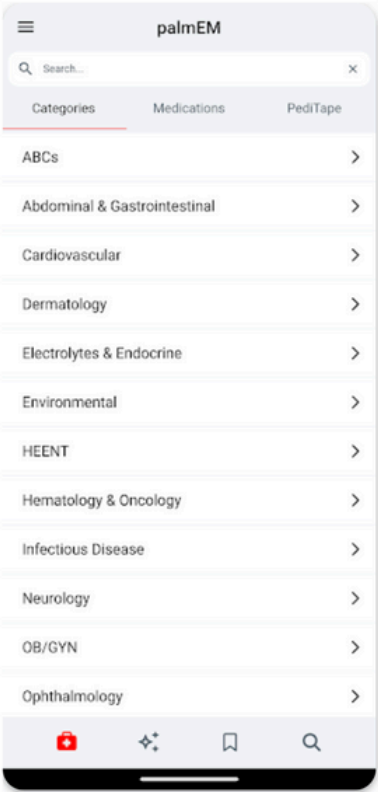 palmEM
Search...
Categories Medications PediTape
ABCs
Abdominal & Gastrointestinal
Cardiovascular
Dermatology
Electrolytes & Endocrine
Environmental
HEENT
Hematology & Oncology
Infectious Disease
Neurology
OB/GYN
Ophthalmology